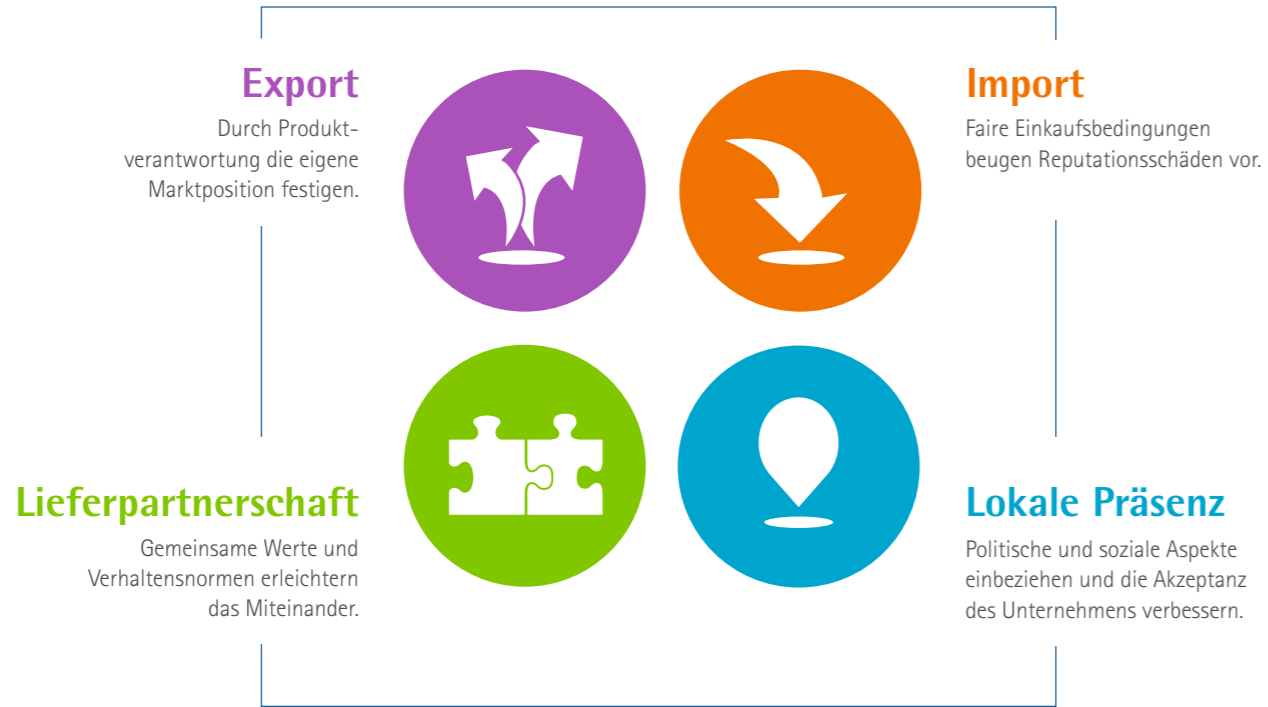 Export
Durch Produkt-
verantwortung die eigene
Marktposition festigen.
Import
Faire Einkaufsbedingungen
beugen Reputationsschäden vor.
Lieferpartnerschaft
Gemeinsame Werte und
Verhaltensnormen erleichtern
das Miteinander.
Lokale Präsenz
Politische und soziale Aspekte
einbeziehen und die Akzeptanz
des Unternehmens verbessern.